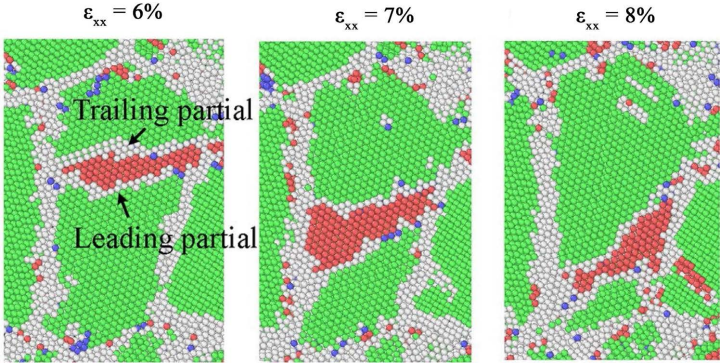 εxx = 6%
εxx = 7%
εxx = 8%
Trailing partial
Leading partial